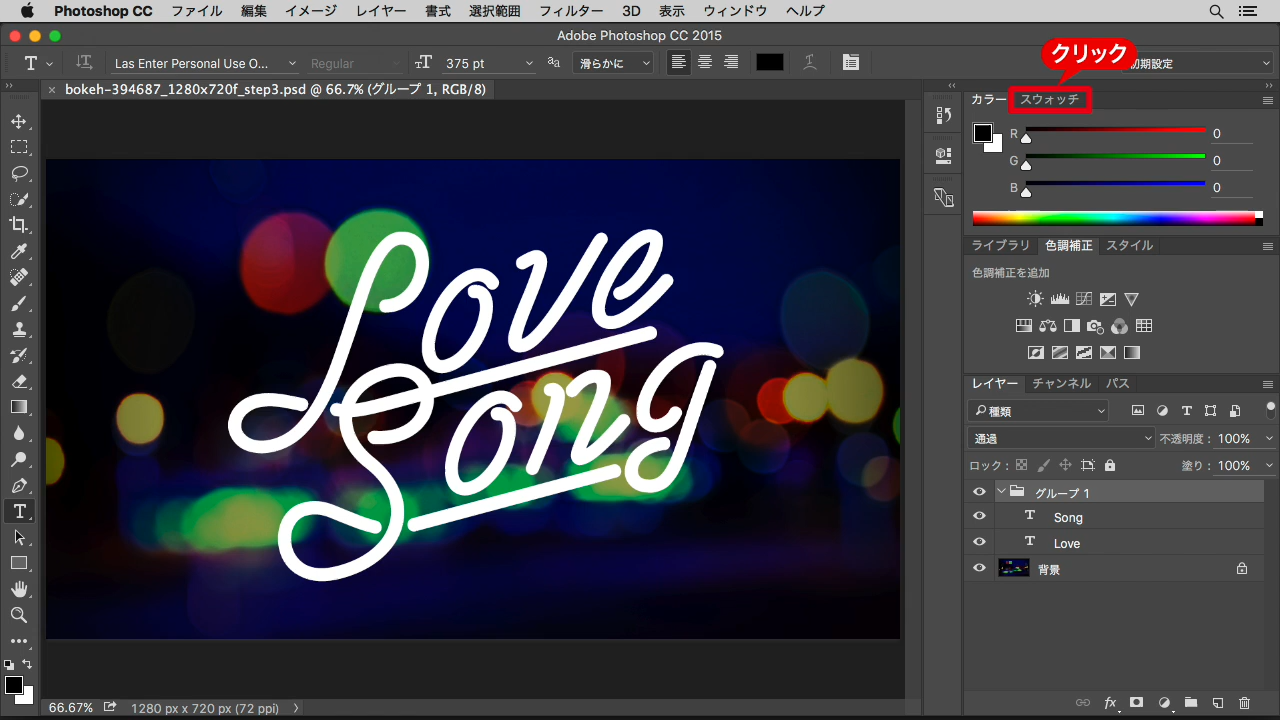 Photoshop CC ファイル 編集 イメージ レイヤー 書式 選択範囲 フィルター 3D 表示 ウィンドウ ヘルプ
Adobe Photoshop CC 2015
T Las Enter Personal Use O... Regular 375 pt aa 滑らかに 初期設定
クリック
× bokeh-394687_1280x720f_step3.psd @ 66.7% (グループ 1, RGB/8)
カラー スウォッチ
R 0
G 0
B 0
ライブラリ 色調補正 スタイル
色調補正を追加
Love
Song
レイヤー チャンネル パス
種類
通過 不透明度 : 100%
ロック : 塗り : 100%
グループ 1
T Song
T Love
背景
fx
66.67% 1280 px x 720 px (72 ppi)